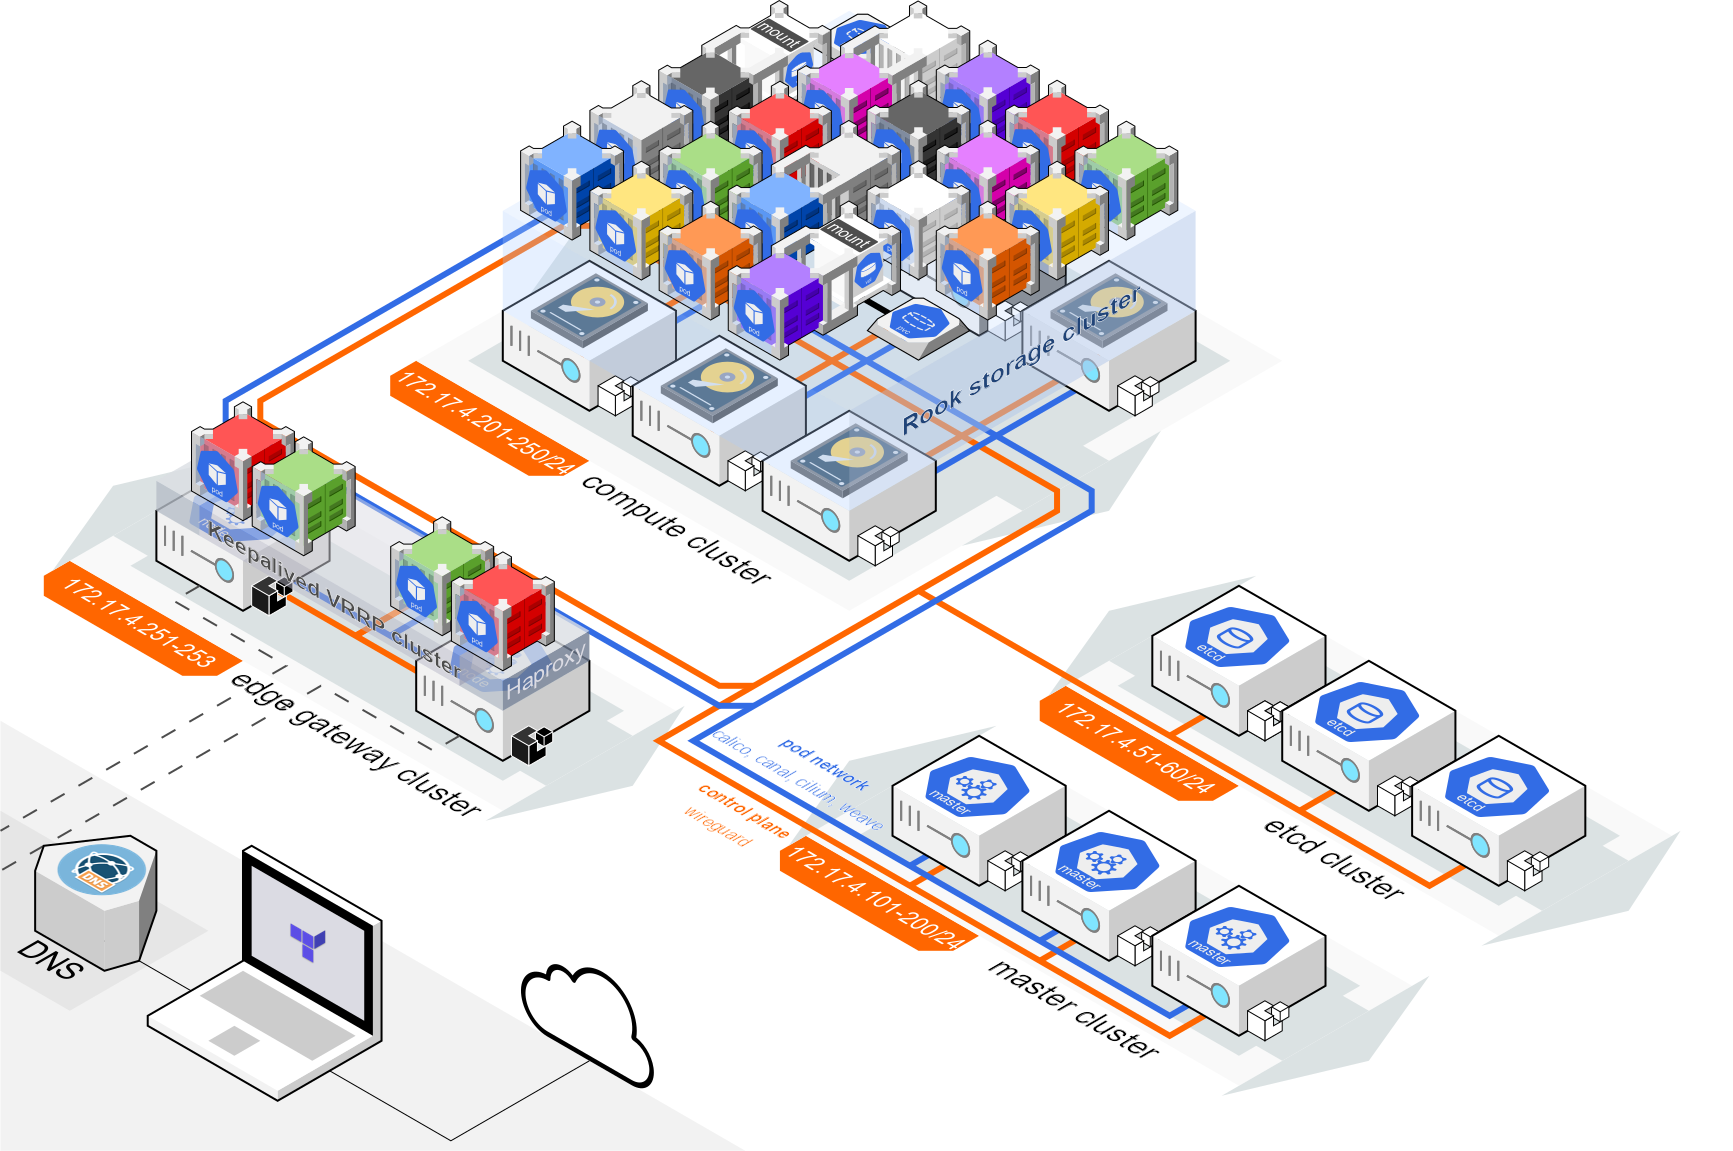 mount
pod
pod
pod
mount
pod
pod
pvc
pod
Rook storage cluster
172.17.4.201-250/24
compute cluster
pod
pod
pod
pod
Keepalived VRRP cluster
Haproxy
172.17.4.251-253
edge gateway cluster
etcd
etcd
etcd
172.17.4.51-60/24
etcd cluster
pod network
calico, canal, cilium, weave
control plane
wireguard
master
master
master
172.17.4.101-200/24
master cluster
DNS
DNS